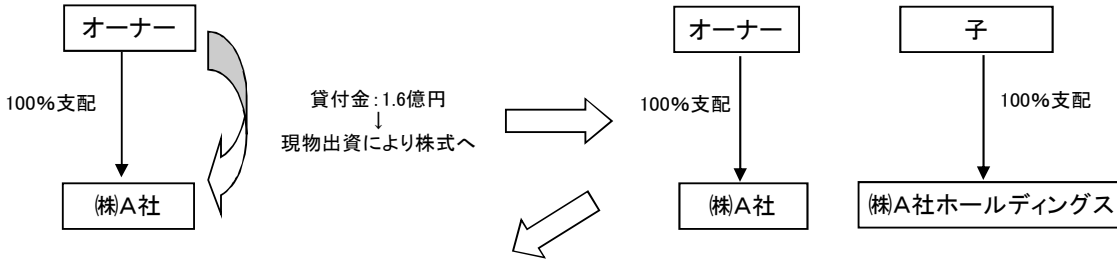 オーナー
100%支配
㈱A社
貸付金：1.6億円
↓
現物出資により株式へ
オーナー
100%支配
㈱A社
子
100%支配
㈱A社ホールディングス